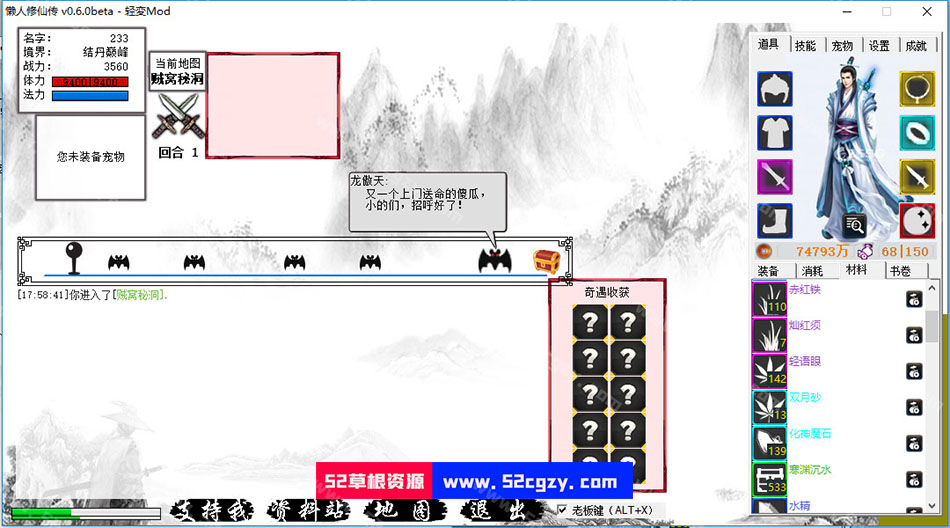 懒人修仙传 v0.6.0beta - 轻变Mod
名字: 233
境界: 结丹巅峰
战力: 3560
体力 9400|9400
法力
当前地图
贼窝秘洞
回合 1
您未装备宠物
龙傲天:
又一个上门送命的傻瓜,
小的们, 招呼好了!
[17:58:41]你进入了[贼窝秘洞].
奇遇收获
? ?
? ?
? ?
? ?
道具 技能 宠物 设置 成就
74793万 68|150
装备 消耗 材料 书卷
赤红铁
110
灿红须
7
轻语眼
142
双月砂
13
化神魔石
139
寒渊沉水
533
水精
52草根资源 www.52cgzy.com
支持我 资料站 地图 退出
老板键 (ALT+X)